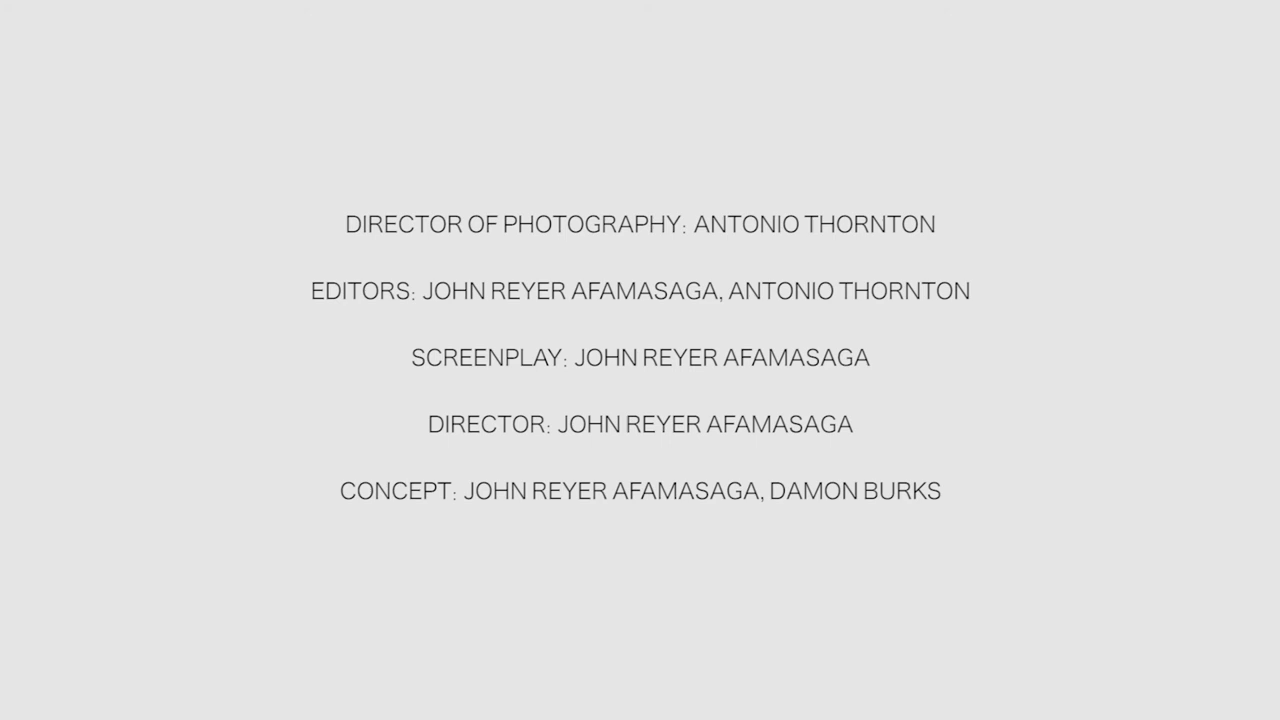 DIRECTOR OF PHOTOGRAPHY: ANTONIO THORNTON
EDITORS: JOHN REYER AFAMASAGA, ANTONIO THORNTON
SCREENPLAY: JOHN REYER AFAMASAGA
DIRECTOR: JOHN REYER AFAMASAGA
CONCEPT: JOHN REYER AFAMASAGA, DAMON BURKS